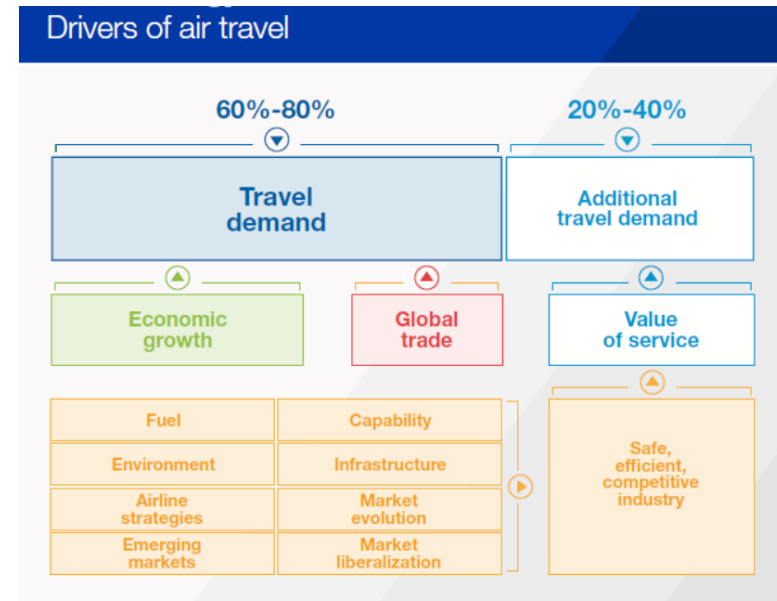 Drivers of air travel
60%-80%
20%-40%
Travel
demand
Additional
travel demand
Economic
growth
Global
trade
Value
of service
Fuel
Capability
Environment
Infrastructure
Airline
strategies
Market
evolution
Emerging
markets
Market
liberalization
Safe,
efficient,
competitive
industry